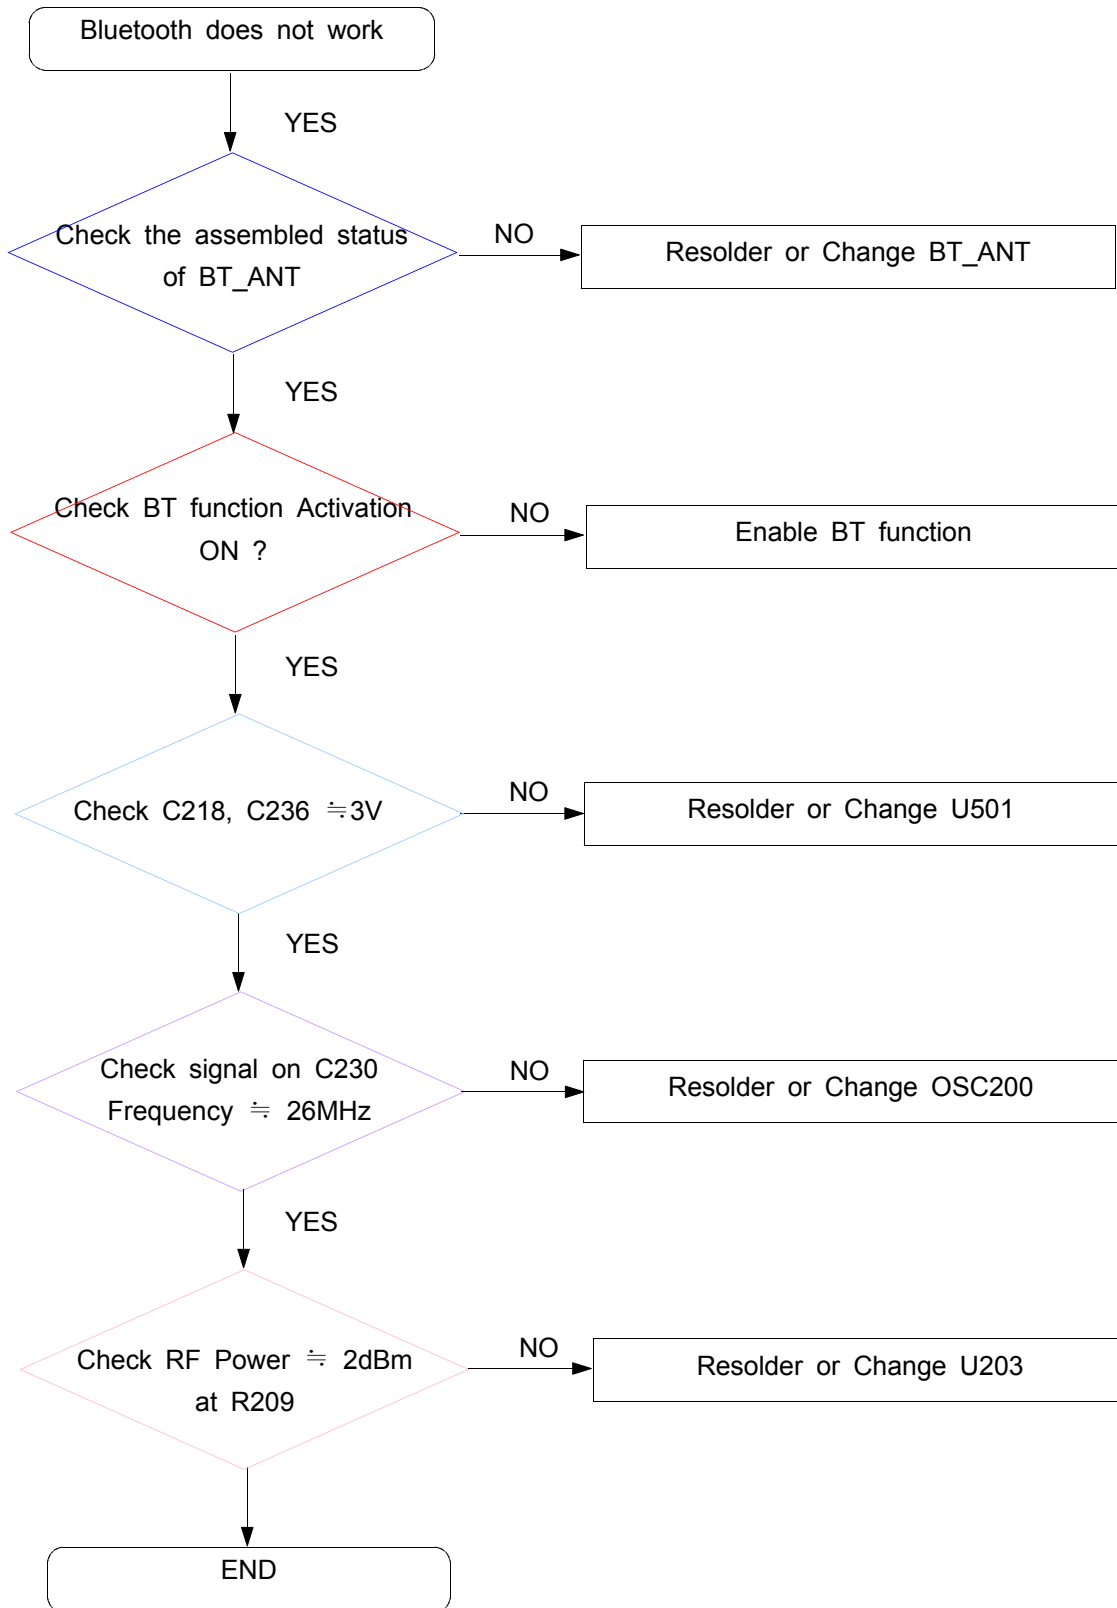 Bluetooth does not work
YES
Check the assembled status
of BT_ANT
NO
Resolder or Change BT_ANT
YES
Check BT function Activation
ON ?
NO
Enable BT function
YES
Check C218, C236 ≒3V
NO
Resolder or Change U501
YES
Check signal on C230
Frequency ≒ 26MHz
NO
Resolder or Change OSC200
YES
Check RF Power ≒ 2dBm
at R209
NO
Resolder or Change U203
END